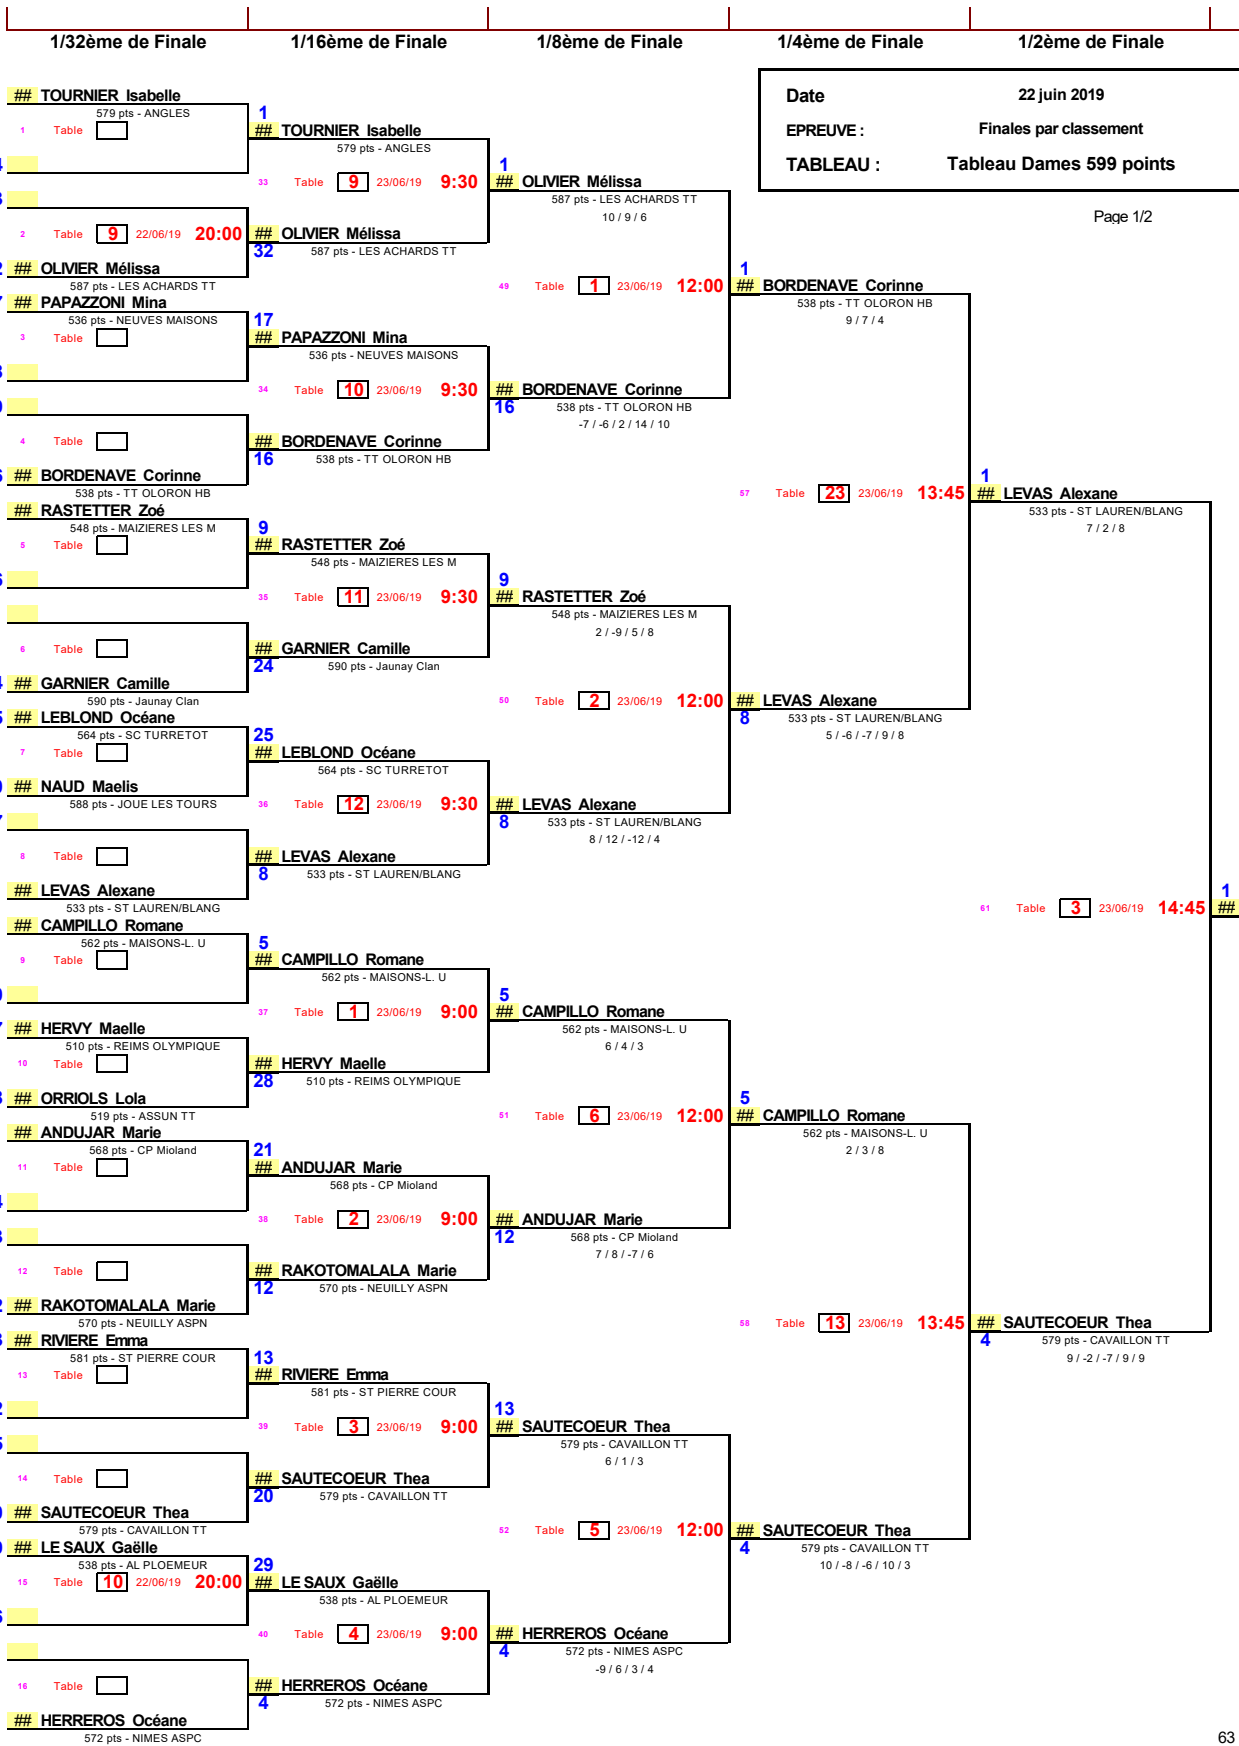 1/32ème de Finale 1/16ème de Finale 1/8ème de Finale 1/4ème de Finale 1/2ème de Finale
Date 22 juin 2019
EPREUVE : Finales par classement
TABLEAU : Tableau Dames 599 points
Page 1/2
## TOURNIER Isabelle
579 pts - ANGLES
1 Table
2 Table 9 22/06/19 20:00
## OLIVIER Mélissa
587 pts - LES ACHARDS TT
## PAPAZZONI Mina
536 pts - NEUVES MAISONS
3 Table
4 Table
## BORDENAVE Corinne
538 pts - TT OLORON HB
## RASTETTER Zoé
548 pts - MAIZIERES LES M
5 Table
6 Table
## GARNIER Camille
590 pts - Jaunay Clan
## LEBLOND Océane
564 pts - SC TURRETOT
7 Table
## NAUD Maelis
588 pts - JOUE LES TOURS
8 Table
## LEVAS Alexane
533 pts - ST LAUREN/BLANG
## CAMPILLO Romane
562 pts - MAISONS-L. U
9 Table
## HERVY Maelle
510 pts - REIMS OLYMPIQUE
10 Table
## ORRIOLS Lola
519 pts - ASSUN TT
## ANDUJAR Marie
568 pts - CP Mioland
11 Table
12 Table
## RAKOTOMALALA Marie
570 pts - NEUILLY ASPN
## RIVIERE Emma
581 pts - ST PIERRE COUR
13 Table
14 Table
## SAUTECOEUR Thea
579 pts - CAVAILLON TT
## LE SAUX Gaëlle
538 pts - AL PLOEMEUR
15 Table 10 22/06/19 20:00
16 Table
## HERREROS Océane
572 pts - NIMES ASPC
1
## TOURNIER Isabelle
579 pts - ANGLES
33 Table 9 23/06/19 9:30
## OLIVIER Mélissa
32 587 pts - LES ACHARDS TT
17
## PAPAZZONI Mina
536 pts - NEUVES MAISONS
34 Table 10 23/06/19 9:30
## BORDENAVE Corinne
16 538 pts - TT OLORON HB
9
## RASTETTER Zoé
548 pts - MAIZIERES LES M
35 Table 11 23/06/19 9:30
## GARNIER Camille
24 590 pts - Jaunay Clan
25
## LEBLOND Océane
564 pts - SC TURRETOT
36 Table 12 23/06/19 9:30
## LEVAS Alexane
8 533 pts - ST LAUREN/BLANG
5
## CAMPILLO Romane
562 pts - MAISONS-L. U
37 Table 1 23/06/19 9:00
## HERVY Maelle
28 510 pts - REIMS OLYMPIQUE
21
## ANDUJAR Marie
568 pts - CP Mioland
38 Table 2 23/06/19 9:00
## RAKOTOMALALA Marie
12 570 pts - NEUILLY ASPN
13
## RIVIERE Emma
581 pts - ST PIERRE COUR
39 Table 3 23/06/19 9:00
## SAUTECOEUR Thea
20 579 pts - CAVAILLON TT
29
## LE SAUX Gaëlle
538 pts - AL PLOEMEUR
40 Table 4 23/06/19 9:00
## HERREROS Océane
4 572 pts - NIMES ASPC
1
## OLIVIER Mélissa
587 pts - LES ACHARDS TT
10 / 9 / 6
49 Table 1 23/06/19 12:00
## BORDENAVE Corinne
16 538 pts - TT OLORON HB
-7 / -6 / 2 / 14 / 10
9
## RASTETTER Zoé
548 pts - MAIZIERES LES M
2 / -9 / 5 / 8
50 Table 2 23/06/19 12:00
## LEVAS Alexane
8 533 pts - ST LAUREN/BLANG
8 / 12 / -12 / 4
5
## CAMPILLO Romane
562 pts - MAISONS-L. U
6 / 4 / 3
51 Table 6 23/06/19 12:00
## ANDUJAR Marie
12 568 pts - CP Mioland
7 / 8 / -7 / 6
13
## SAUTECOEUR Thea
579 pts - CAVAILLON TT
6 / 1 / 3
52 Table 5 23/06/19 12:00
## HERREROS Océane
4 572 pts - NIMES ASPC
-9 / 6 / 3 / 4
1
## BORDENAVE Corinne
538 pts - TT OLORON HB
9 / 7 / 4
57 Table 23 23/06/19 13:45
## LEVAS Alexane
8 533 pts - ST LAUREN/BLANG
5 / -6 / -7 / 9 / 8
5
## CAMPILLO Romane
562 pts - MAISONS-L. U
2 / 3 / 8
58 Table 13 23/06/19 13:45
## SAUTECOEUR Thea
4 579 pts - CAVAILLON TT
10 / -8 / -6 / 10 / 3
1
## LEVAS Alexane
533 pts - ST LAUREN/BLANG
7 / 2 / 8
61 Table 3 23/06/19 14:45
## SAUTECOEUR Thea
4 579 pts - CAVAILLON TT
9 / -2 / -7 / 9 / 9
1
##
63